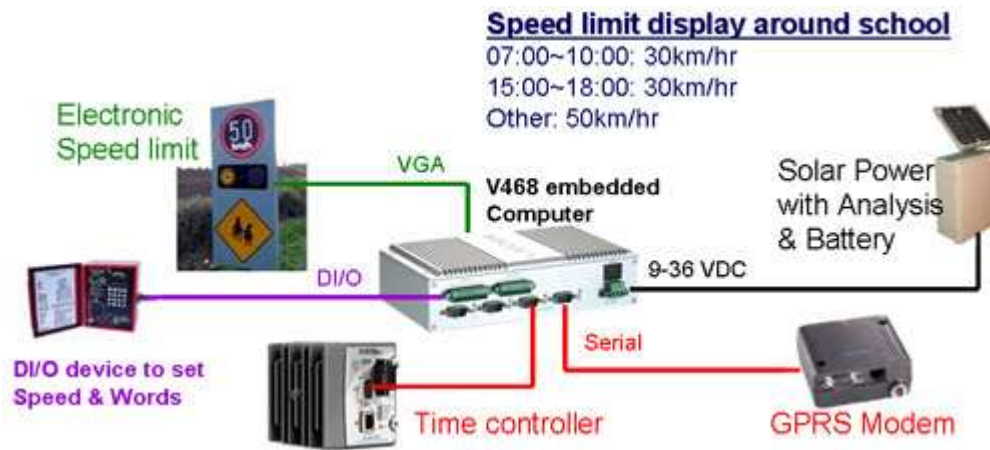 Speed limit display around school
07:00~10:00: 30km/hr
15:00~18:00: 30km/hr
Other: 50km/hr
Electronic
Speed limit
50
VGA
V468 embedded
Computer
Solar Power
with Analysis
& Battery
DI/O
9-36 VDC
DI/O device to set
Speed & Words
Serial
Time controller
GPRS Modem